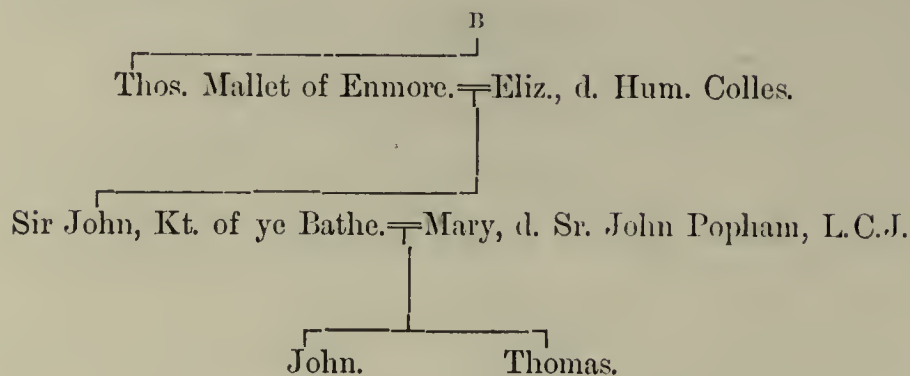 B
Thos. Mallet of Enmore.=Eliz., d. Hum. Colles.
Sir John, Kt. of ye Bathe.=Mary, d. Sr. John Popham, L.C.J.
John. Thomas.